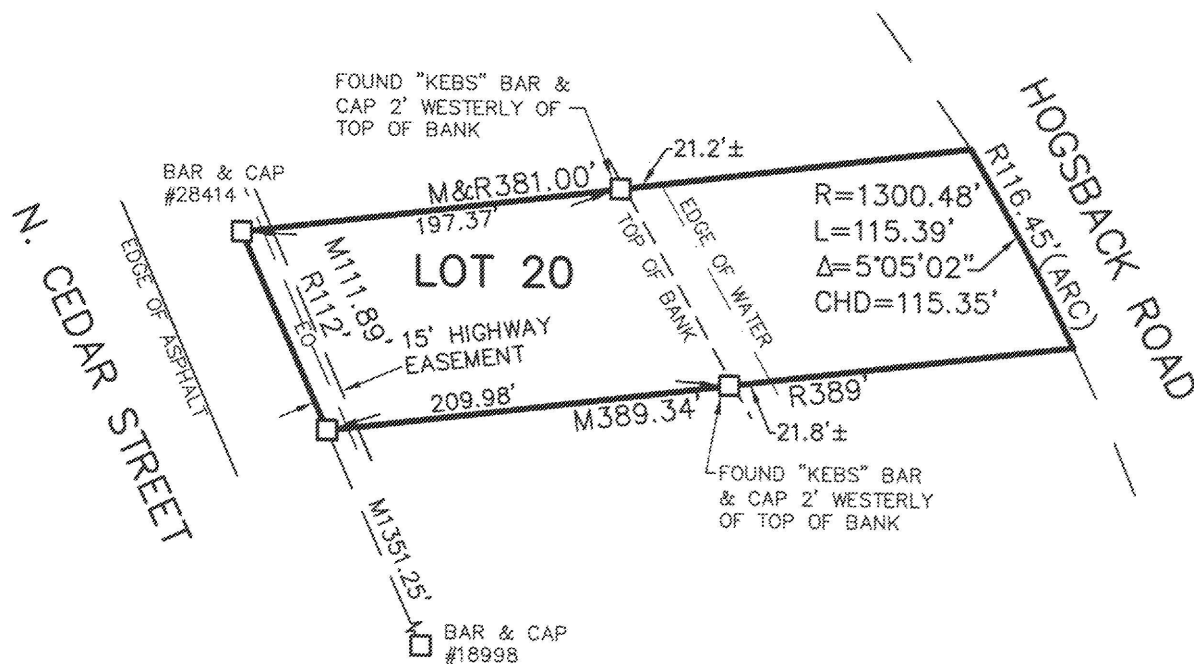 FOUND "KEBS" BAR &
CAP 2' WESTERLY OF
TOP OF BANK
BAR & CAP
#28414
M&R381.00'
197.37'
21.2'±
HOGSBACK ROAD
R116.45'(ARC)
R=1300.48'
L=115.39'
Δ=5°05'02"
CHD=115.35'
N. CEDAR STREET
EDGE OF ASPHALT
M111.89'
R112'
LOT 20
TOP OF BANK
EDGE OF WATER
15' HIGHWAY
EASEMENT
209.98'
M389.34'
R389'
21.8'±
FOUND "KEBS" BAR
& CAP 2' WESTERLY
OF TOP OF BANK
M1351.25'
BAR & CAP
#18998